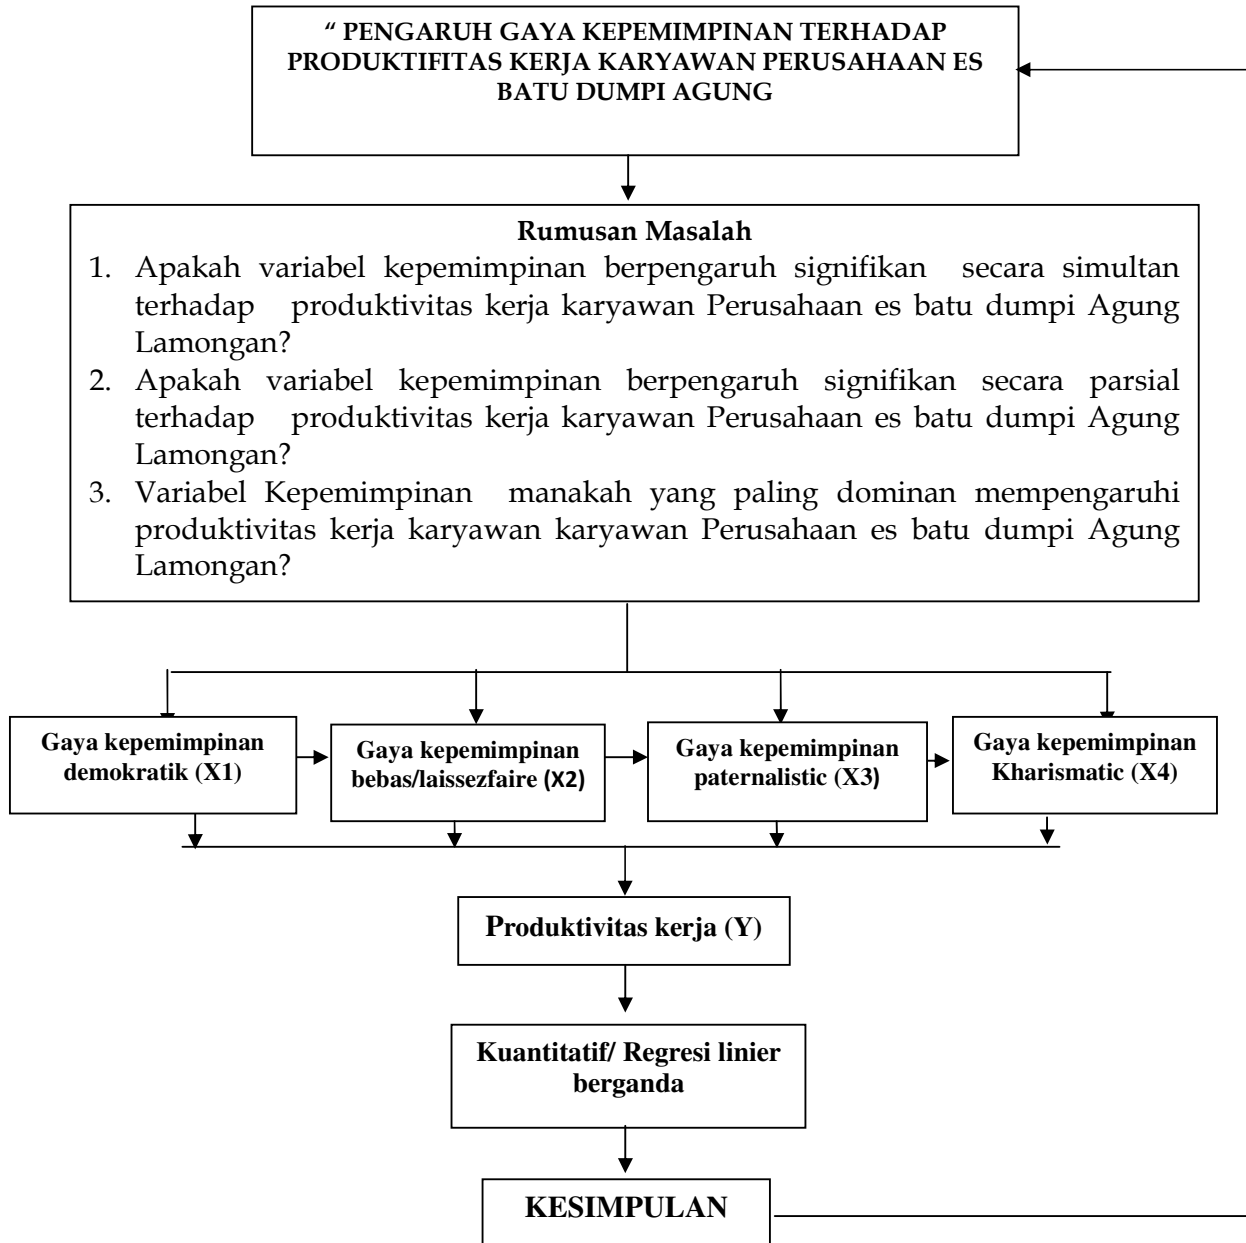 “ PENGARUH GAYA KEPEMIMPINAN TERHADAP
PRODUKTIFITAS KERJA KARYAWAN PERUSAHAAN ES
BATU DUMPI AGUNG
Rumusan Masalah
1. Apakah variabel kepemimpinan berpengaruh signifikan secara simultan
terhadap produktivitas kerja karyawan Perusahaan es batu dumpi Agung
Lamongan?
2. Apakah variabel kepemimpinan berpengaruh signifikan secara parsial
terhadap produktivitas kerja karyawan Perusahaan es batu dumpi Agung
Lamongan?
3. Variabel Kepemimpinan manakah yang paling dominan mempengaruhi
produktivitas kerja karyawan karyawan Perusahaan es batu dumpi Agung
Lamongan?
Gaya kepemimpinan
demokratik (X1)
Gaya kepemimpinan
bebas/laissezfaire (X2)
Gaya kepemimpinan
paternalistic (X3)
Gaya kepemimpinan
Kharismatic (X4)
Produktivitas kerja (Y)
Kuantitatif/ Regresi linier
berganda
KESIMPULAN